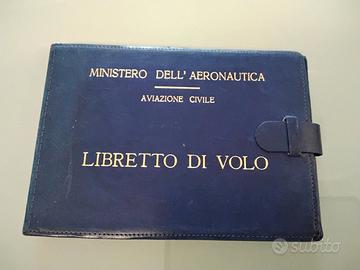 MINISTERO DELL'AERONAUTICA
AVIAZIONE CIVILE
LIBRETTO DI VOLO
subito